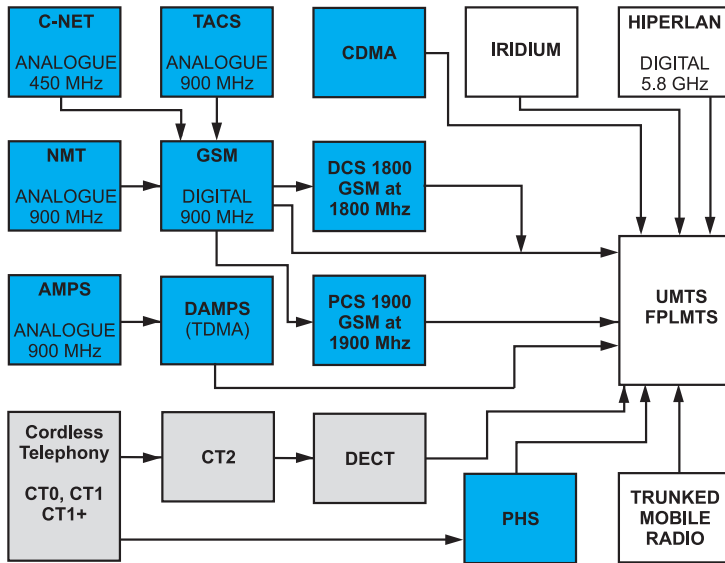 C-NET
ANALOGUE
450 MHz
TACS
ANALOGUE
900 MHz
CDMA
IRIDIUM
HIPERLAN
DIGITAL
5.8 GHz
NMT
ANALOGUE
900 MHz
GSM
DIGITAL
900 MHz
DCS 1800
GSM at
1800 Mhz
AMPS
ANALOGUE
900 MHz
DAMPS
(TDMA)
PCS 1900
GSM at
1900 Mhz
UMTS
FPLMTS
Cordless
Telephony
CT0, CT1
CT1+
CT2
DECT
PHS
TRUNKED
MOBILE
RADIO